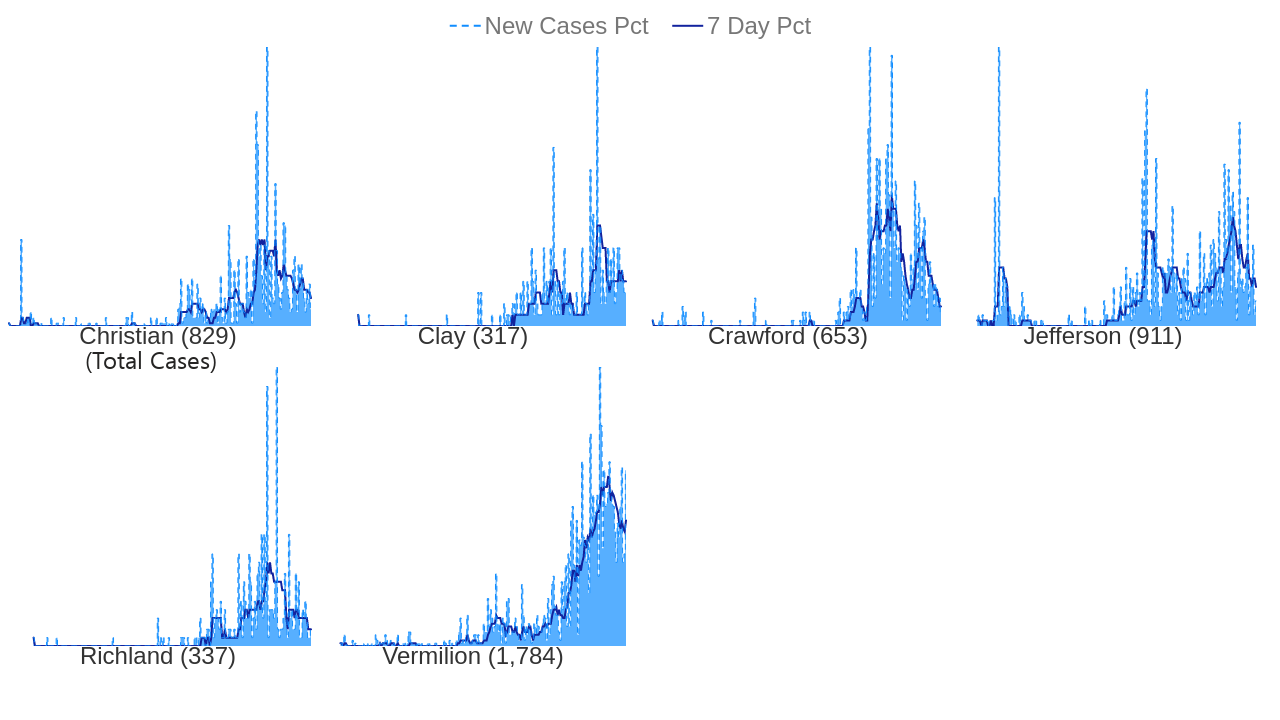 New Cases Pct 7 Day Pct
Christian (829)
(Total Cases)
Clay (317)
Crawford (653)
Jefferson (911)
Richland (337)
Vermilion (1,784)